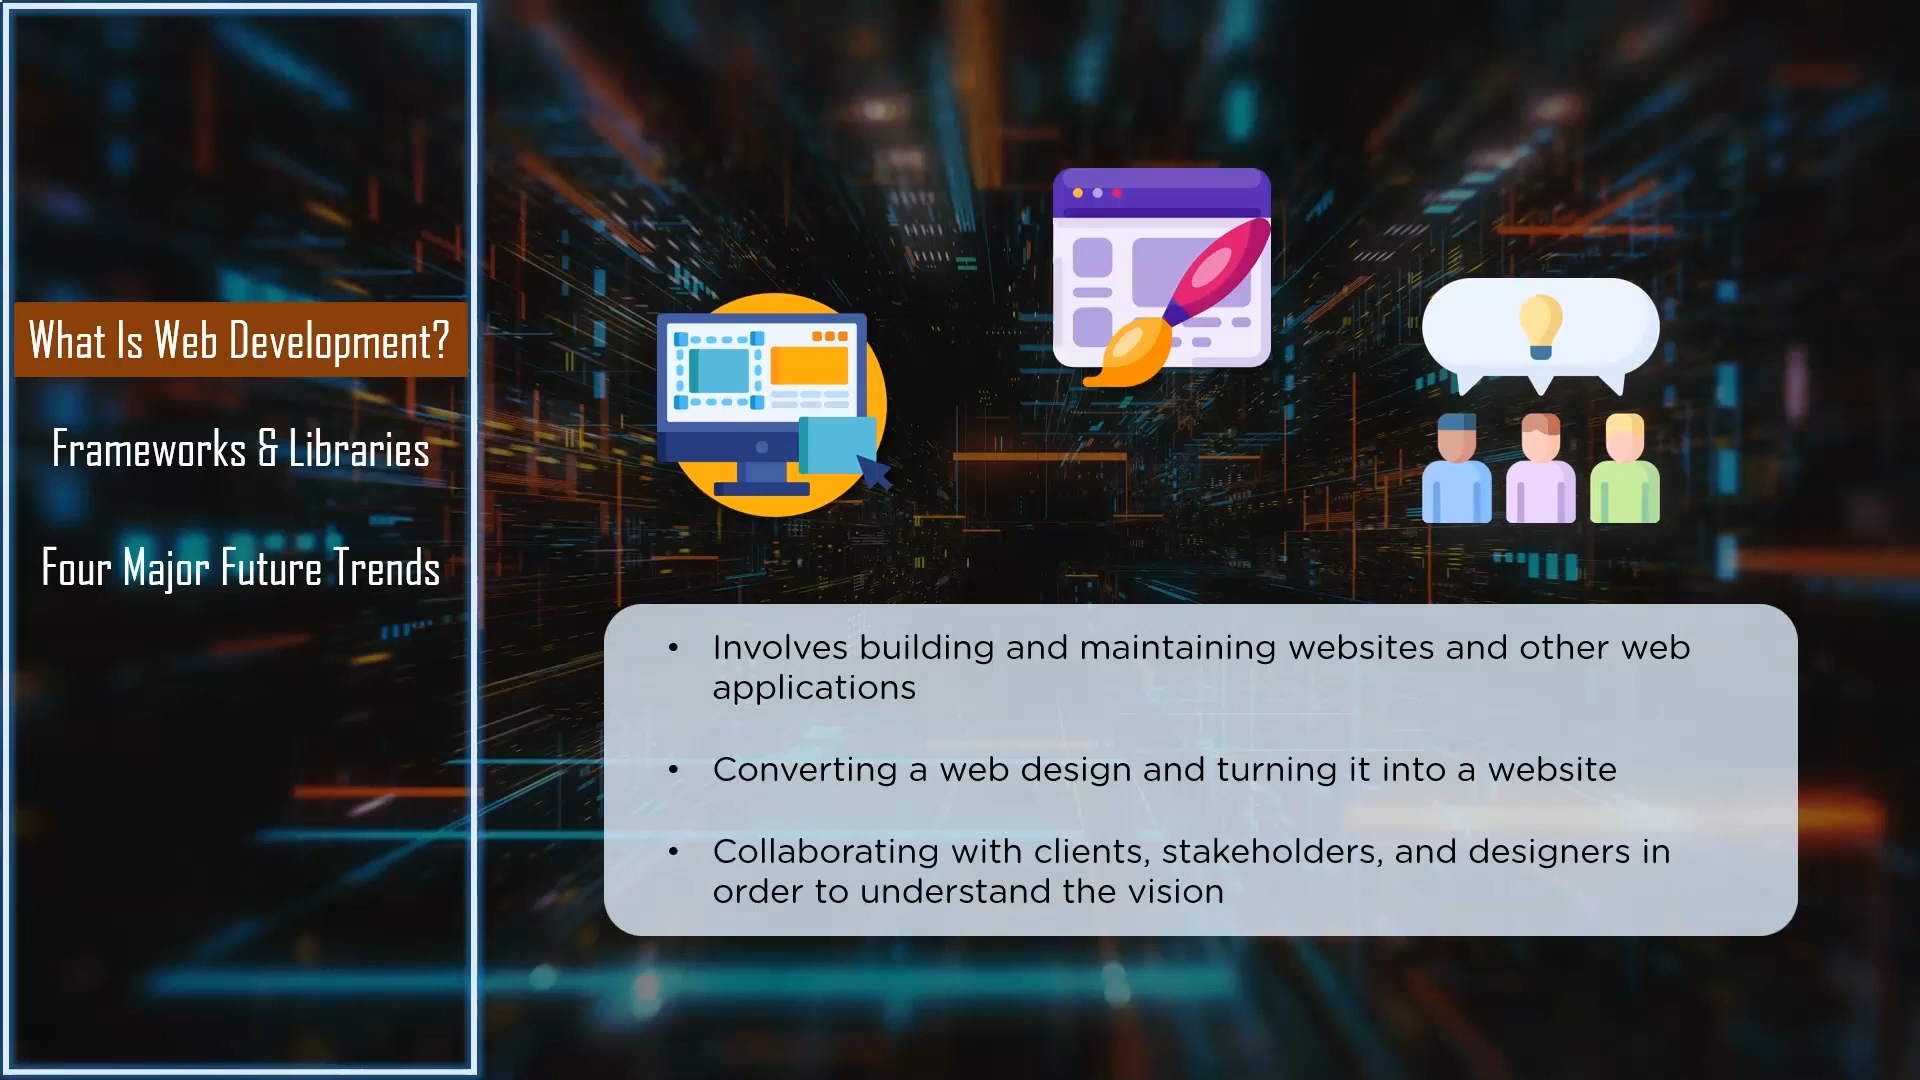 What Is Web Development?
Frameworks & Libraries
Four Major Future Trends
• Involves building and maintaining websites and other web
applications
• Converting a web design and turning it into a website
• Collaborating with clients, stakeholders, and designers in
order to understand the vision